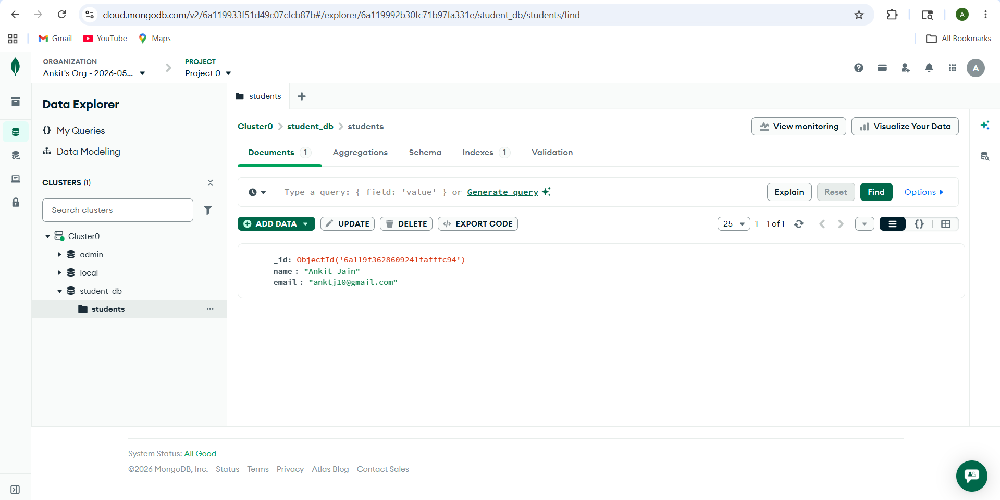 cloud.mongodb.com/v2/6a119933f51d49c07cfcb87b#/explorer/6a119992b30fc71b97fa331e/student_db/students/find
A
Gmail
YouTube
Maps
All Bookmarks
ORGANIZATION
Ankit's Org - 2026-05...
PROJECT
Project 0
A
Data Explorer
My Queries
Data Modeling
CLUSTERS (1)
Search clusters
Cluster0
admin
local
student_db
students
students
Cluster0 > student_db > students
View monitoring
Visualize Your Data
Documents 1
Aggregations
Schema
Indexes 1
Validation
Type a query: { field: 'value' } or Generate query
Explain
Reset
Find
Options
ADD DATA
UPDATE
DELETE
EXPORT CODE
25
1 – 1 of 1
_id: ObjectId('6a119f3628609241fafffc94')
name : "Ankit Jain"
email : "anktj10@gmail.com"
System Status: All Good
©2026 MongoDB, Inc. Status Terms Privacy Atlas Blog Contact Sales